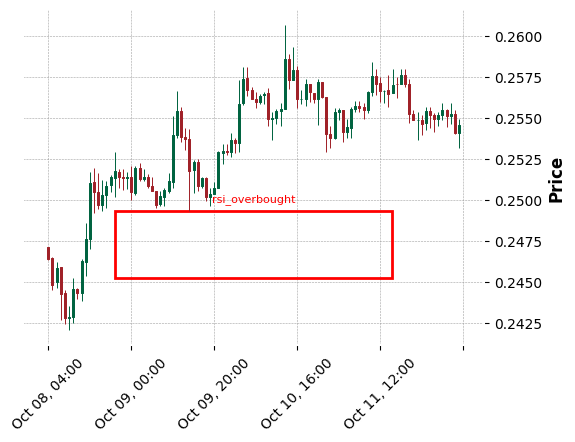 0.2600
0.2575
0.2550
0.2525
0.2500
0.2475
0.2450
0.2425
Price
rsi_overbought
Oct 08, 04:00
Oct 09, 00:00
Oct 09, 20:00
Oct 10, 16:00
Oct 11, 12:00